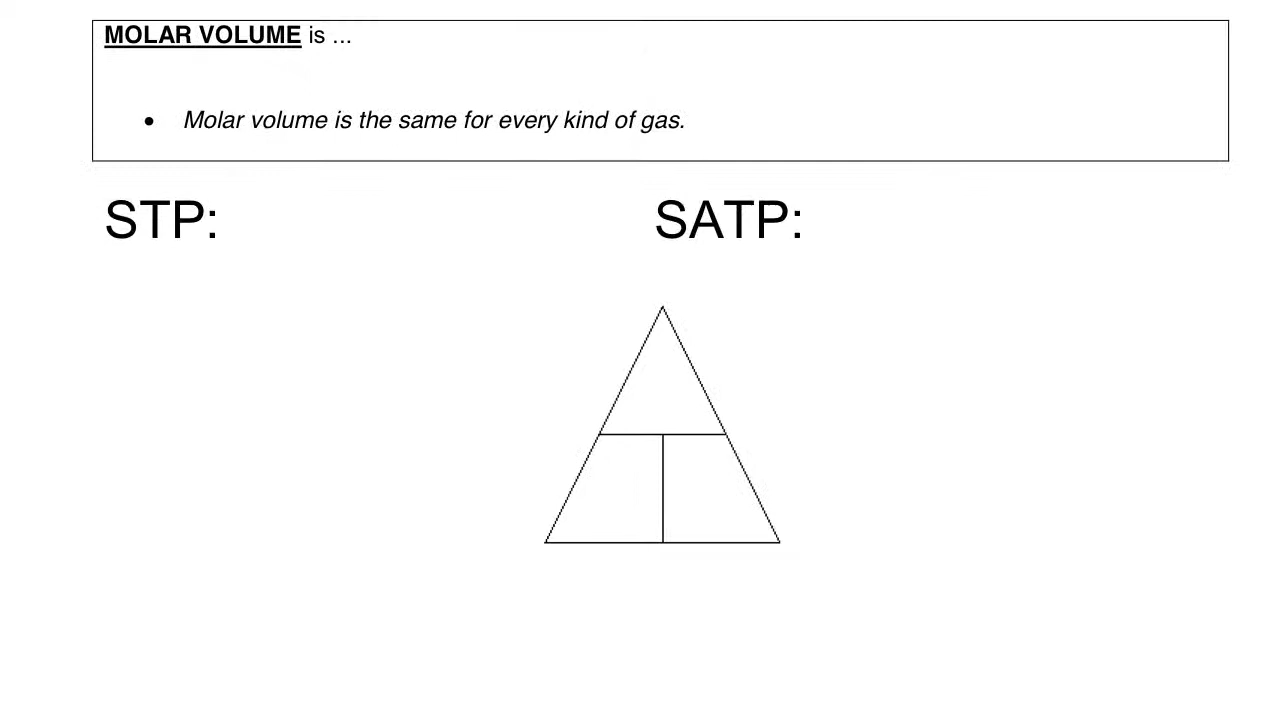 MOLAR VOLUME is ...
• Molar volume is the same for every kind of gas.
STP:
SATP: